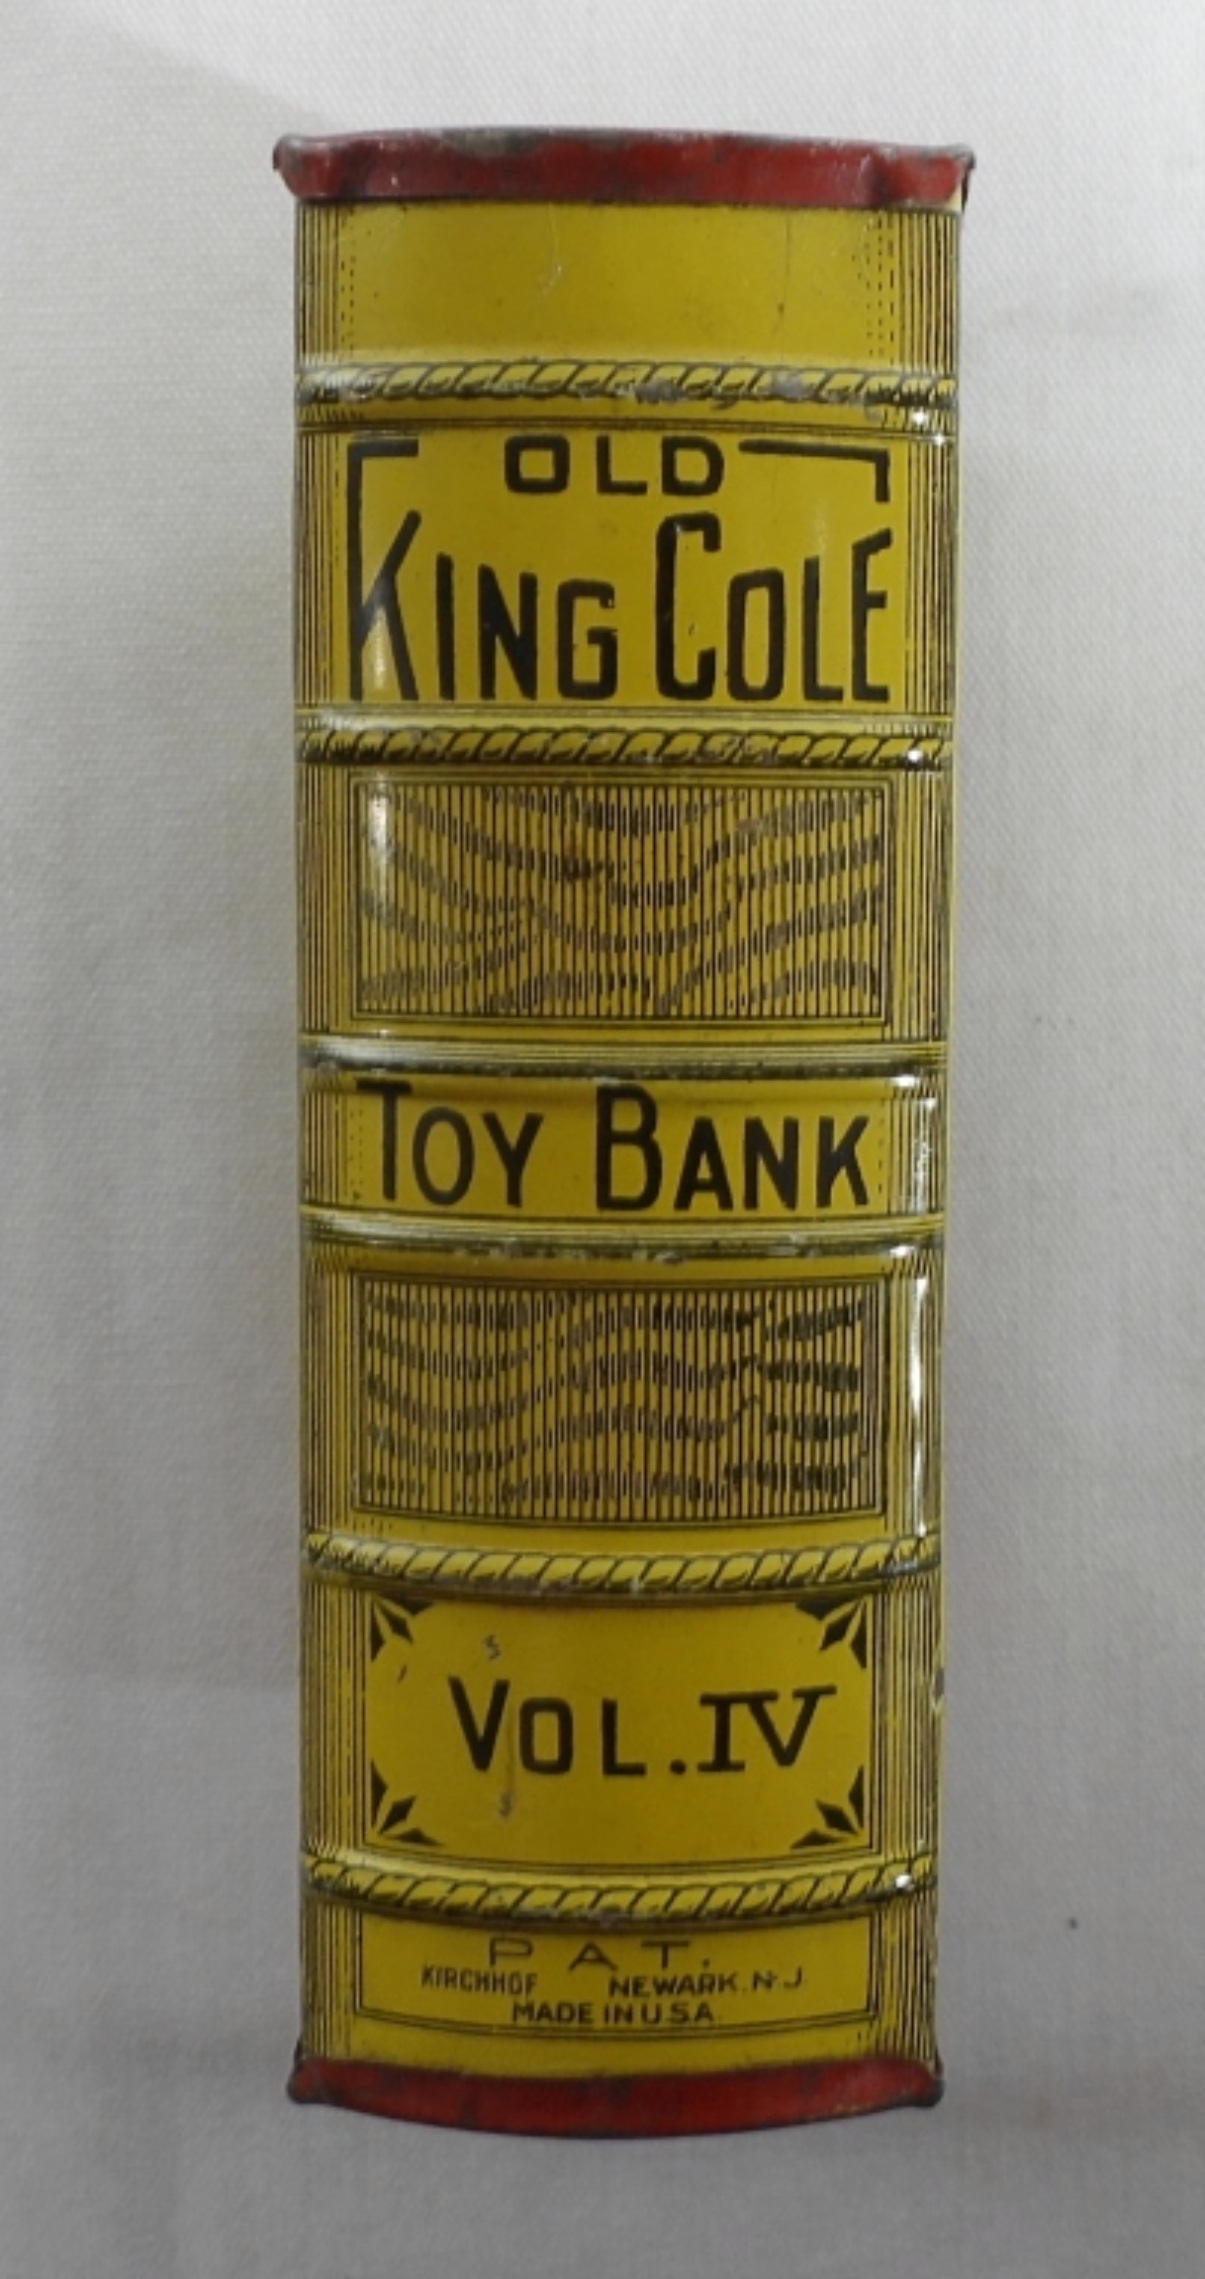 OLD
KING COLE
TOY BANK
VOL. IV
PAT.
KIRCHHOF NEWARK. N.J.
MADE IN U.S.A.